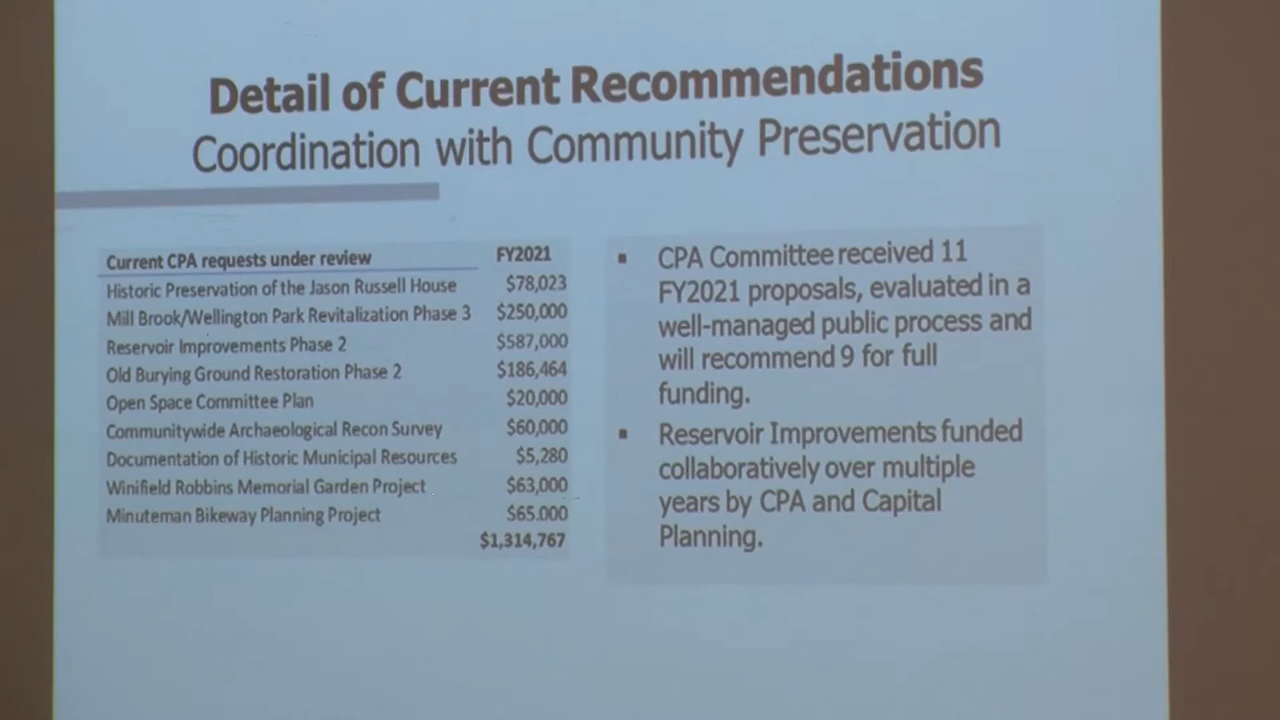 Detail of Current Recommendations
Coordination with Community Preservation
Current CPA requests under review FY2021
Historic Preservation of the Jason Russell House $78,023
Mill Brook/Wellington Park Revitalization Phase 3 $250,000
Reservoir Improvements Phase 2 $587,000
Old Burying Ground Restoration Phase 2 $186,464
Open Space Committee Plan $20,000
Communitywide Archaeological Recon Survey $60,000
Documentation of Historic Municipal Resources $5,280
Winifield Robbins Memorial Garden Project $63,000
Minuteman Bikeway Planning Project $65.000
$1,314,767
▪ CPA Committee received 11
FY2021 proposals, evaluated in a
well-managed public process and
will recommend 9 for full
funding.
▪ Reservoir Improvements funded
collaboratively over multiple
years by CPA and Capital
Planning.